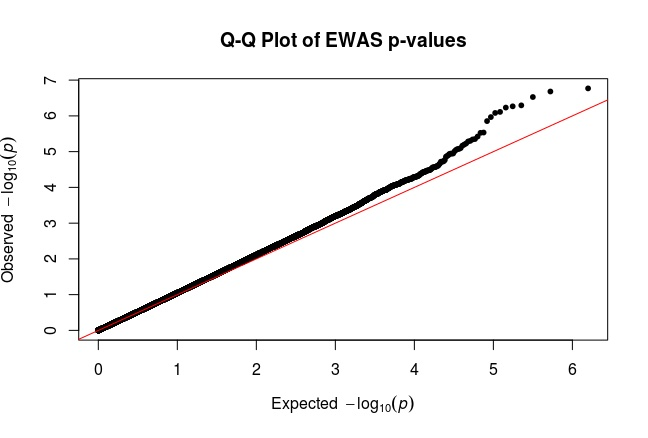 Q-Q Plot of EWAS p-values
Observed −log10(p)
7
6
5
4
3
2
1
0
0 1 2 3 4 5 6
Expected −log10(p)